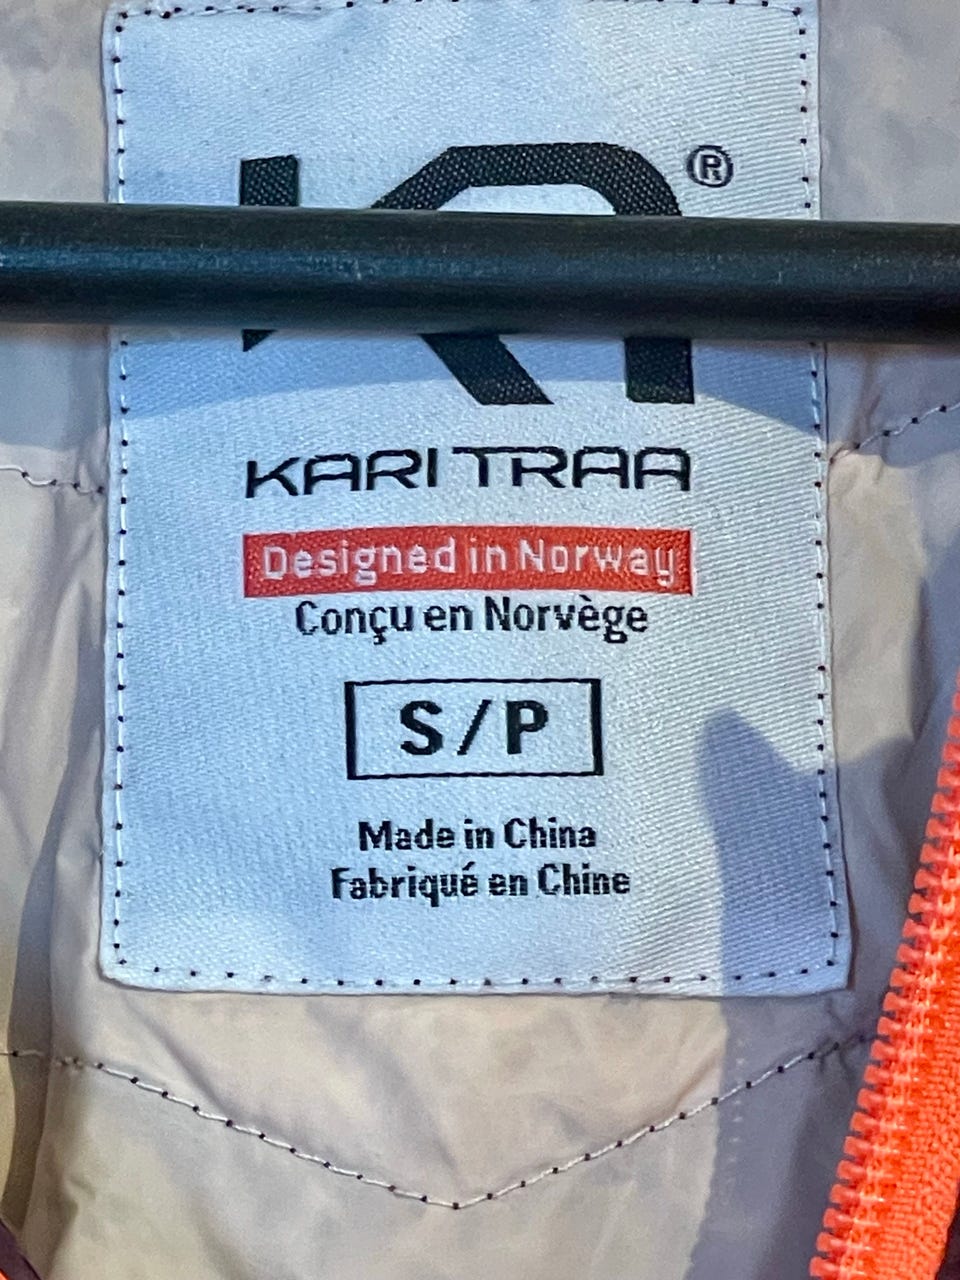 ®
KARI TRAA
Designed in Norway
Conçu en Norvège
S/P
Made in China
Fabriqué en Chine